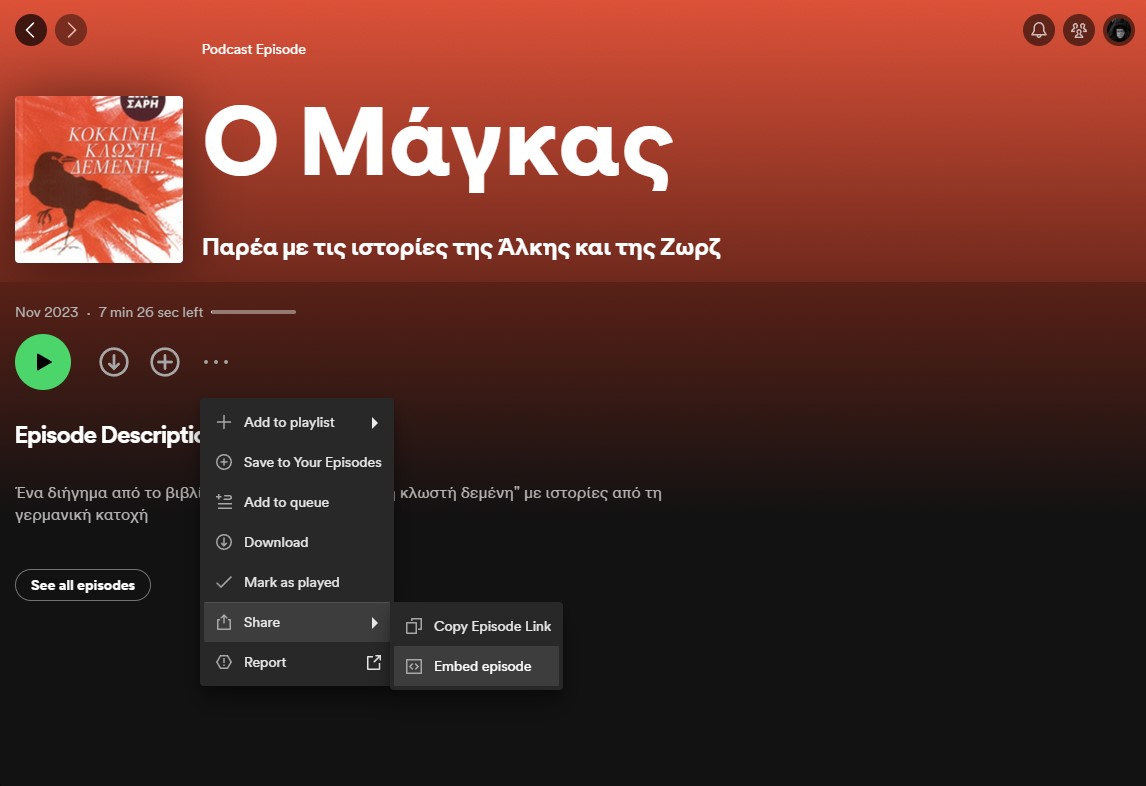 Podcast Episode
ΣΑΡΗ
ΚΟΚΚΙΝΗ
ΚΛΩΣΤΗ
ΔΕΜΕΝΗ...
Ο Μάγκας
Παρέα με τις ιστορίες της Άλκης και της Ζωρζ
Nov 2023 . 7 min 26 sec left
Add to playlist
Episode Descriptio
Save to Your Episodes
Ένα διήγημα από το βιβλί κλωστή δεμένη" με ιστορίες από τη
Add to queue
γερμανική κατοχή
Download
See all episodes
Mark as played
Share
Copy Episode Link
Report
Embed episode